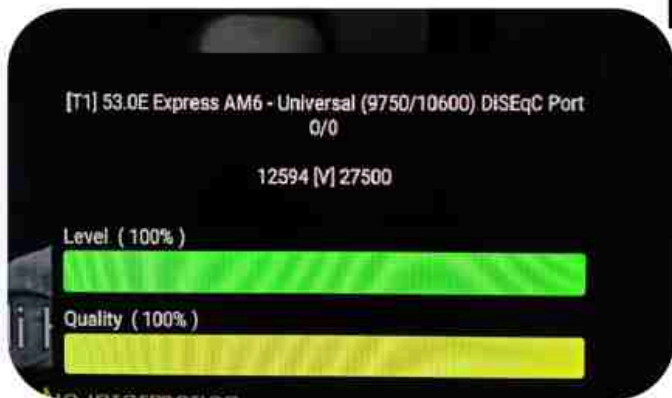 [T1] 53.0E Express AM6 - Universal (9750/10600) DiSEqC Port
0/0
12594 [V] 27500
Level ( 100% )
Quality ( 100% )